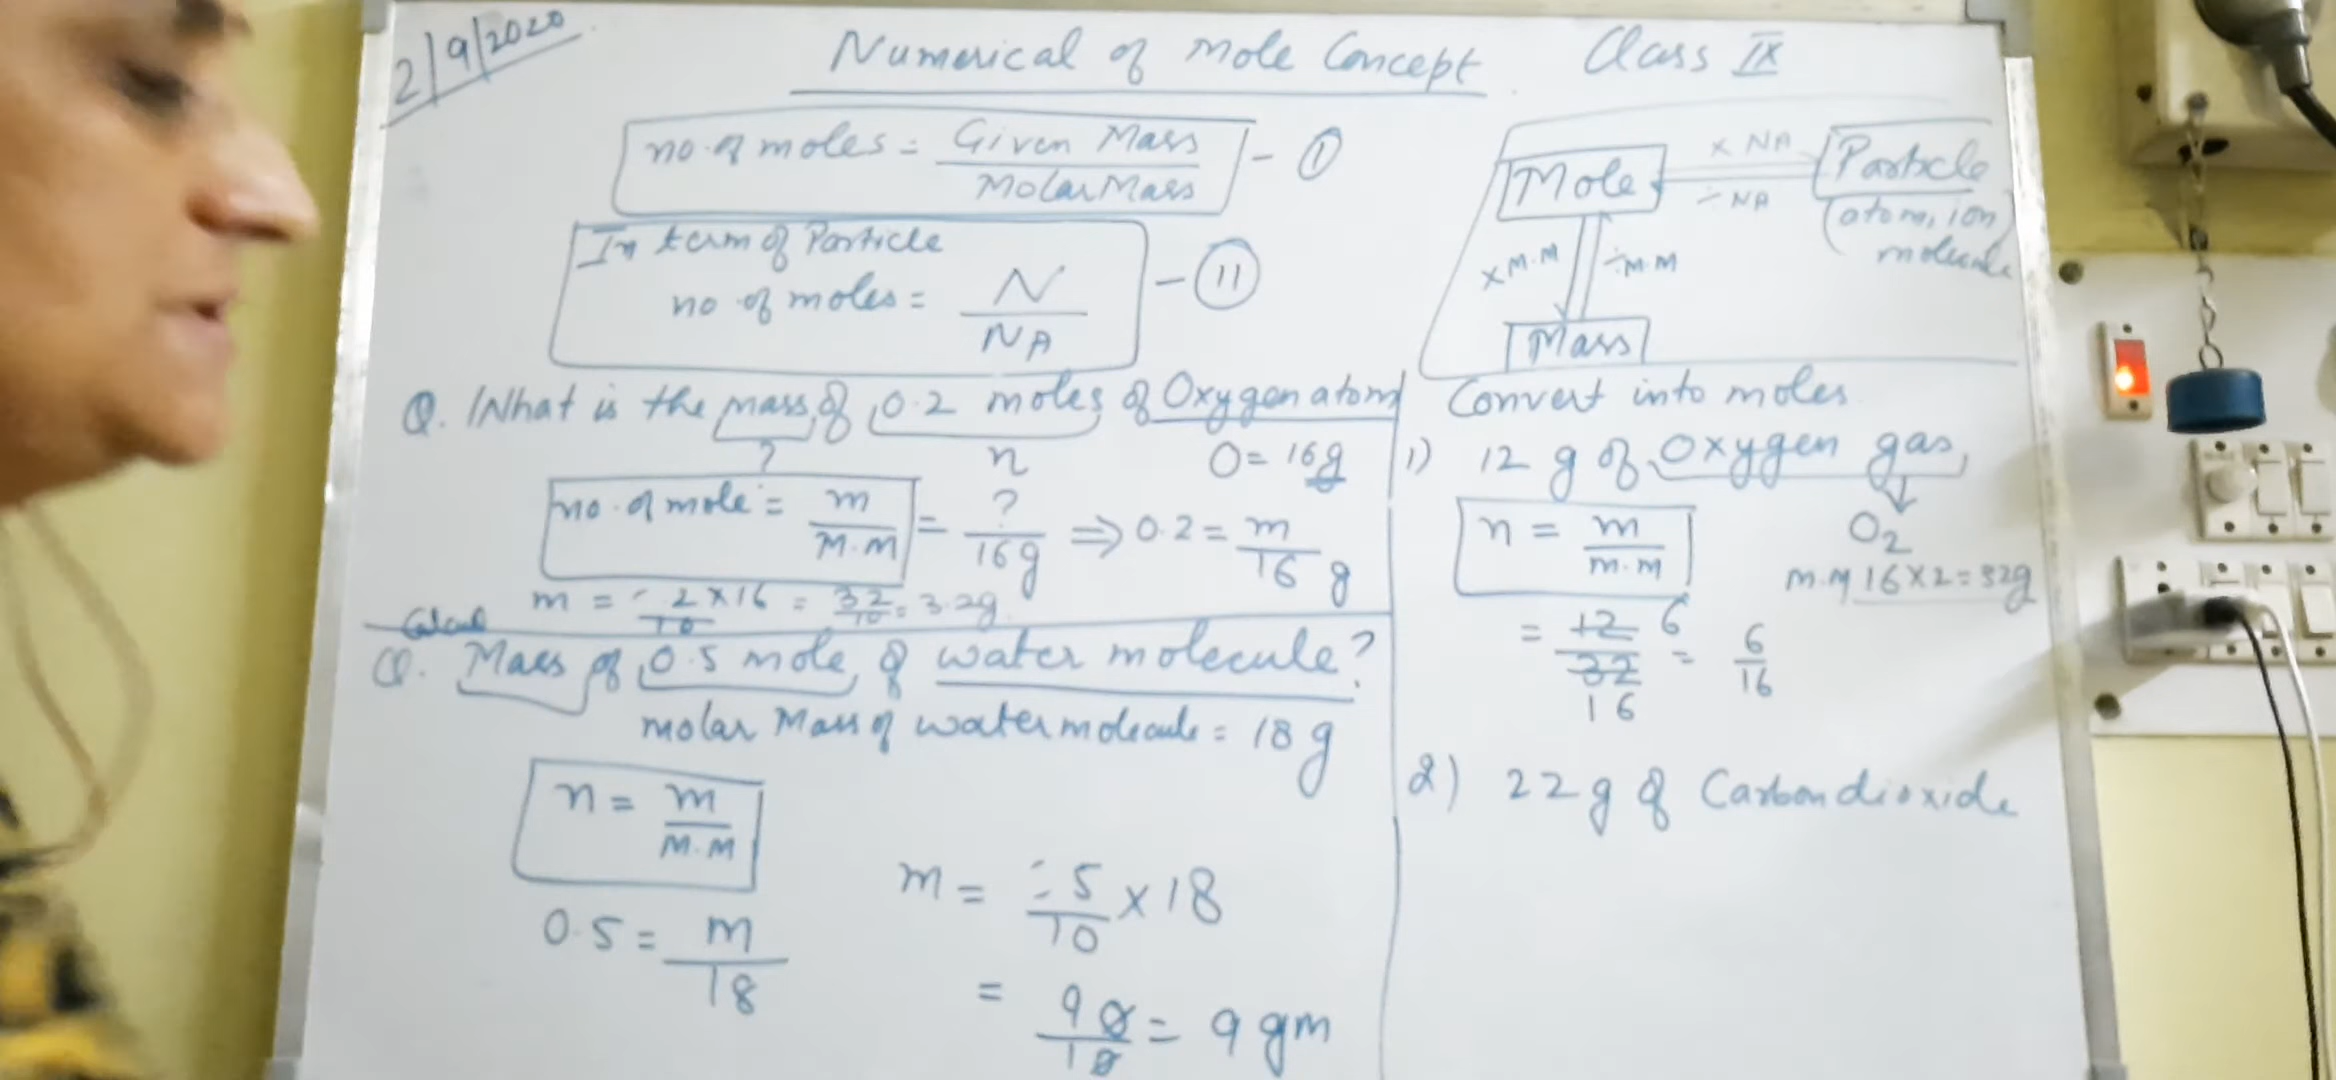 2/9/2020
Numerical of Mole Concept Class IX
no. of moles = Given Mass / Molar Mass - (I)
In term of Particle
no of moles = N / NA - (II)
Mole
x NA
÷ NA
Particle
(atom, ion
molecule
x M.M ÷ M.M
Mass
Q. What is the mass of 0.2 moles of Oxygen atom
? n O = 16g
no. of mole = m / M.M = ? / 16g ⇒ 0.2 = m / 16 g
m = 2 x 16 / 10 = 32 / 10 = 3.2g
Q. Mass of 0.5 mole of water molecule?
molar Mass of water molecule = 18 g
n = m / M.M
0.5 = m / 18
m = 5 / 10 x 18
= 90 / 10 = 9 gm
Convert into moles
1) 12 g of Oxygen gas
O2
n = m / m.m
m.M 16 x 2 = 32g
= 12 / 32 6 / 16 = 6 / 16
2) 22g of Carbondioxide